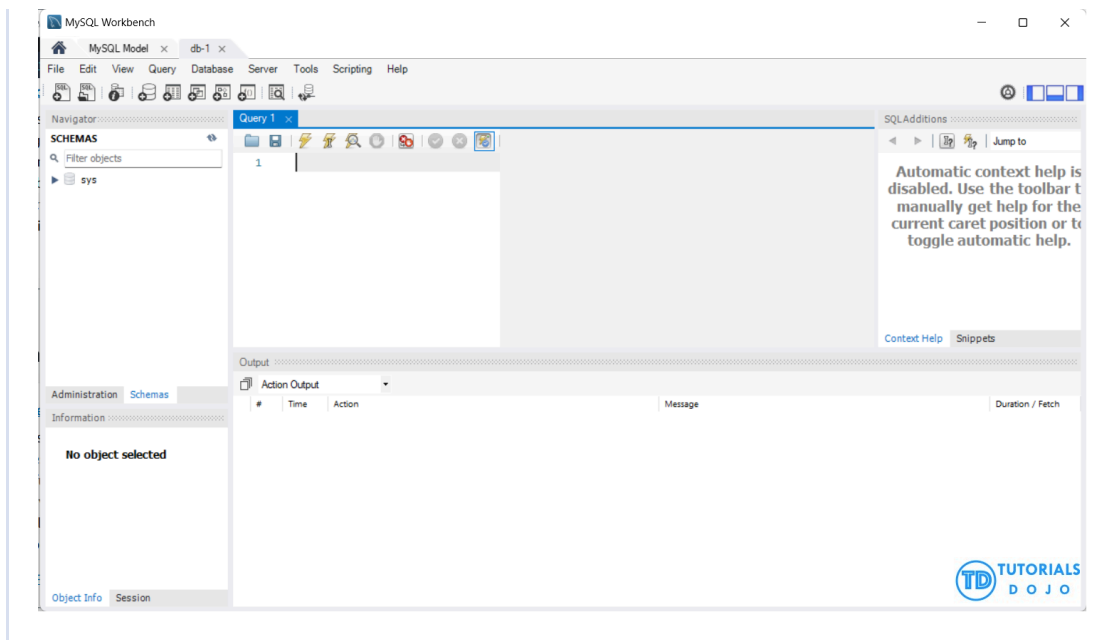 MySQL Workbench
MySQL Model
db-1
File Edit View Query Database Server Tools Scripting Help
Navigator
SCHEMAS
Filter objects
sys
Administration Schemas
Information
No object selected
Object Info Session
Query 1
1
SQLAdditions
Jump to
Automatic context help is
disabled. Use the toolbar t
manually get help for the
current caret position or to
toggle automatic help.
Context Help Snippets
Output
Action Output
# Time Action Message Duration / Fetch
TD TUTORIALS
DOJO